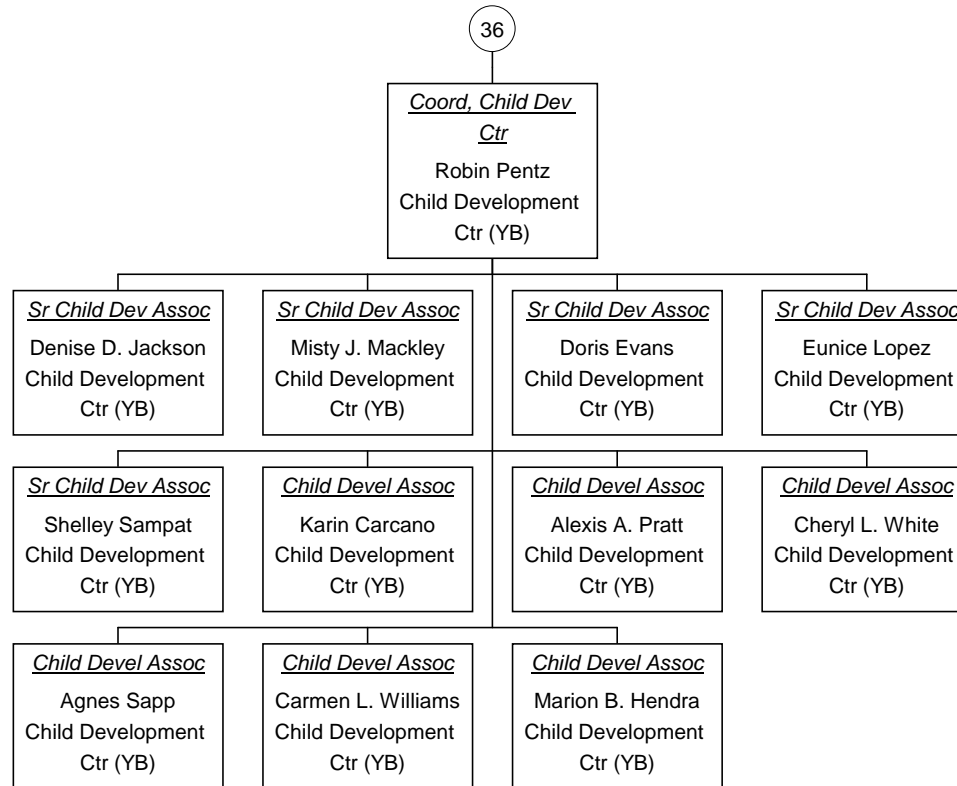 36
Coord, Child Dev
Ctr
Robin Pentz
Child Development
Ctr (YB)
Sr Child Dev Assoc
Denise D. Jackson
Child Development
Ctr (YB)
Sr Child Dev Assoc
Misty J. Mackley
Child Development
Ctr (YB)
Sr Child Dev Assoc
Doris Evans
Child Development
Ctr (YB)
Sr Child Dev Assoc
Eunice Lopez
Child Development
Ctr (YB)
Sr Child Dev Assoc
Shelley Sampat
Child Development
Ctr (YB)
Child Devel Assoc
Karin Carcano
Child Development
Ctr (YB)
Child Devel Assoc
Alexis A. Pratt
Child Development
Ctr (YB)
Child Devel Assoc
Cheryl L. White
Child Development
Ctr (YB)
Child Devel Assoc
Agnes Sapp
Child Development
Ctr (YB)
Child Devel Assoc
Carmen L. Williams
Child Development
Ctr (YB)
Child Devel Assoc
Marion B. Hendra
Child Development
Ctr (YB)